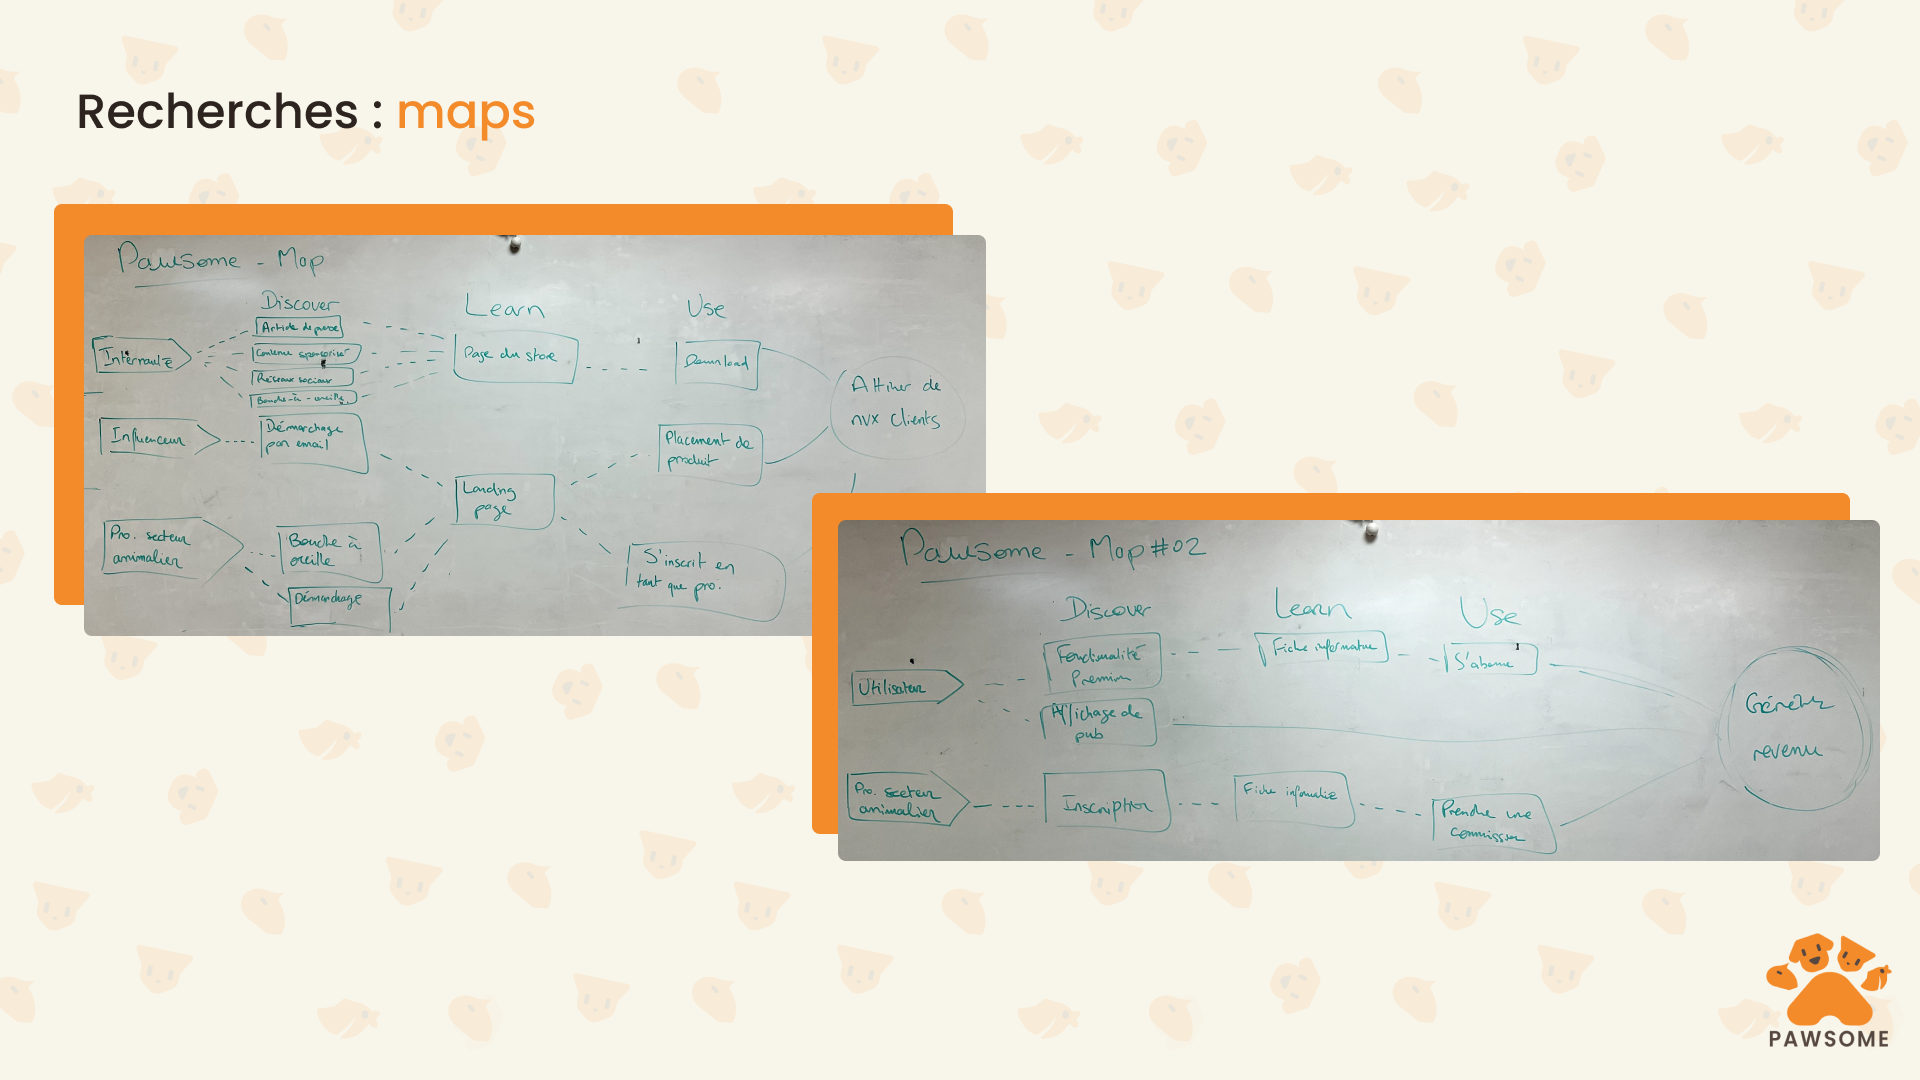 Recherches : maps
Pawsome - Map
Discover
Learn
Use
Internaute
Article de presse
Contenu sponsorisé
Réseaux sociaux
Bouche-à-oreille
Page du store
Download
Attirer de
nvx clients
Influenceur
Démarchage
par email
Landing
page
Placement de
produit
Pro. secteur
animalier
Bouche à
oreille
Démarchage
S'inscrit en
tant que pro.
Pawsome - Map #02
Discover
Learn
Use
Utilisateur
Fonctionnalité
Premium
Affichage de
pub
Fiche informative
S'abonne
Générer
revenu
Pro. secteur
animalier
Inscription
Fiche informative
Prendre une
commission
PAWSOME